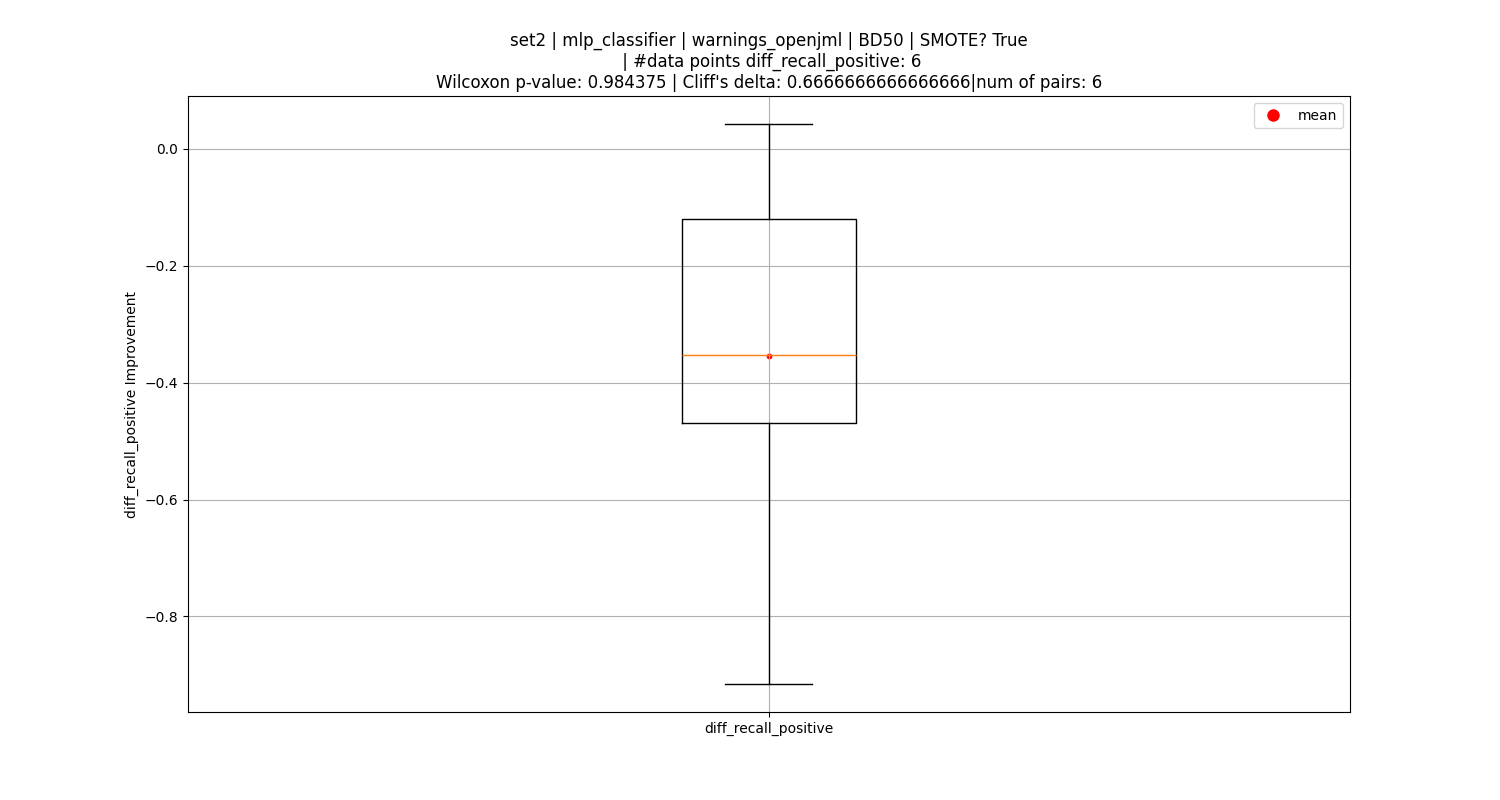 set2 | mlp_classifier | warnings_openjml | BD50 | SMOTE? True
| #data points diff_recall_positive: 6
Wilcoxon p-value: 0.984375 | Cliff's delta: 0.6666666666666666|num of pairs: 6
mean
0.0
−0.2
−0.4
−0.6
−0.8
diff_recall_positive Improvement
diff_recall_positive